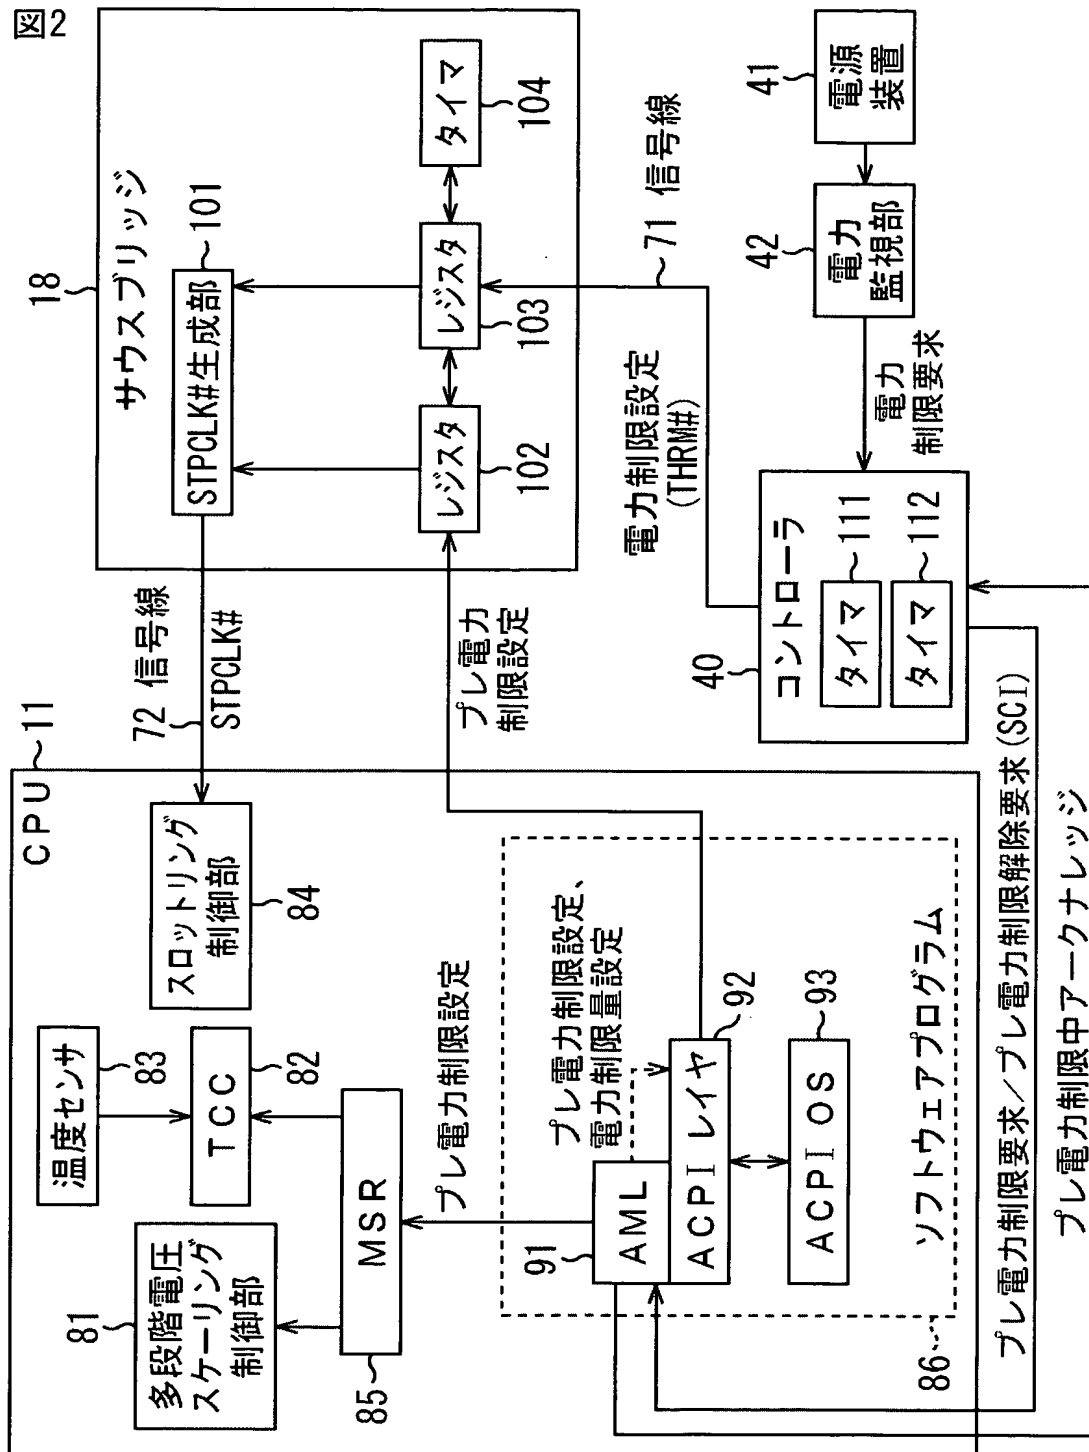 図2
CPU
11
多段階電圧
スケーリング
制御部
81
温度センサ
83
TCC
82
スロットリング
制御部
84
MSR
85
プレ電力制限設定
プレ電力制限設定、
電力制限量設定
AML
91
ACPI レイヤ
92
ACPI OS
93
ソフトウェアプログラム
86
72 信号線
STPCLK#
プレ電力
制限設定
18
サウスブリッジ
STPCLK#生成部
101
レジスタ
102
レジスタ
103
タイマ
104
71 信号線
電力制限設定
(THRM#)
コントローラ
40
タイマ
111
タイマ
112
電力
制限要求
電力
監視部
42
電源
装置
41
プレ電力制限要求／プレ電力制限解除要求(SCI)
プレ電力制限中アークナレッジ